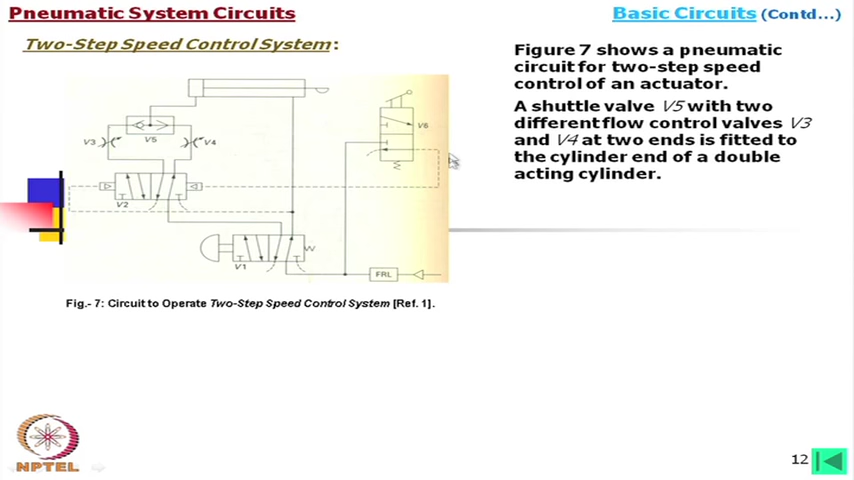 Pneumatic System Circuits
Basic Circuits (Contd...)
Two-Step Speed Control System:
Figure 7 shows a pneumatic
circuit for two-step speed
control of an actuator.
A shuttle valve V5 with two
different flow control valves V3
and V4 at two ends is fitted to
the cylinder end of a double
acting cylinder.
V6
V3
V5
V4
V2
V1
FRL
Fig.- 7: Circuit to Operate Two-Step Speed Control System [Ref. 1].
NPTEL
12